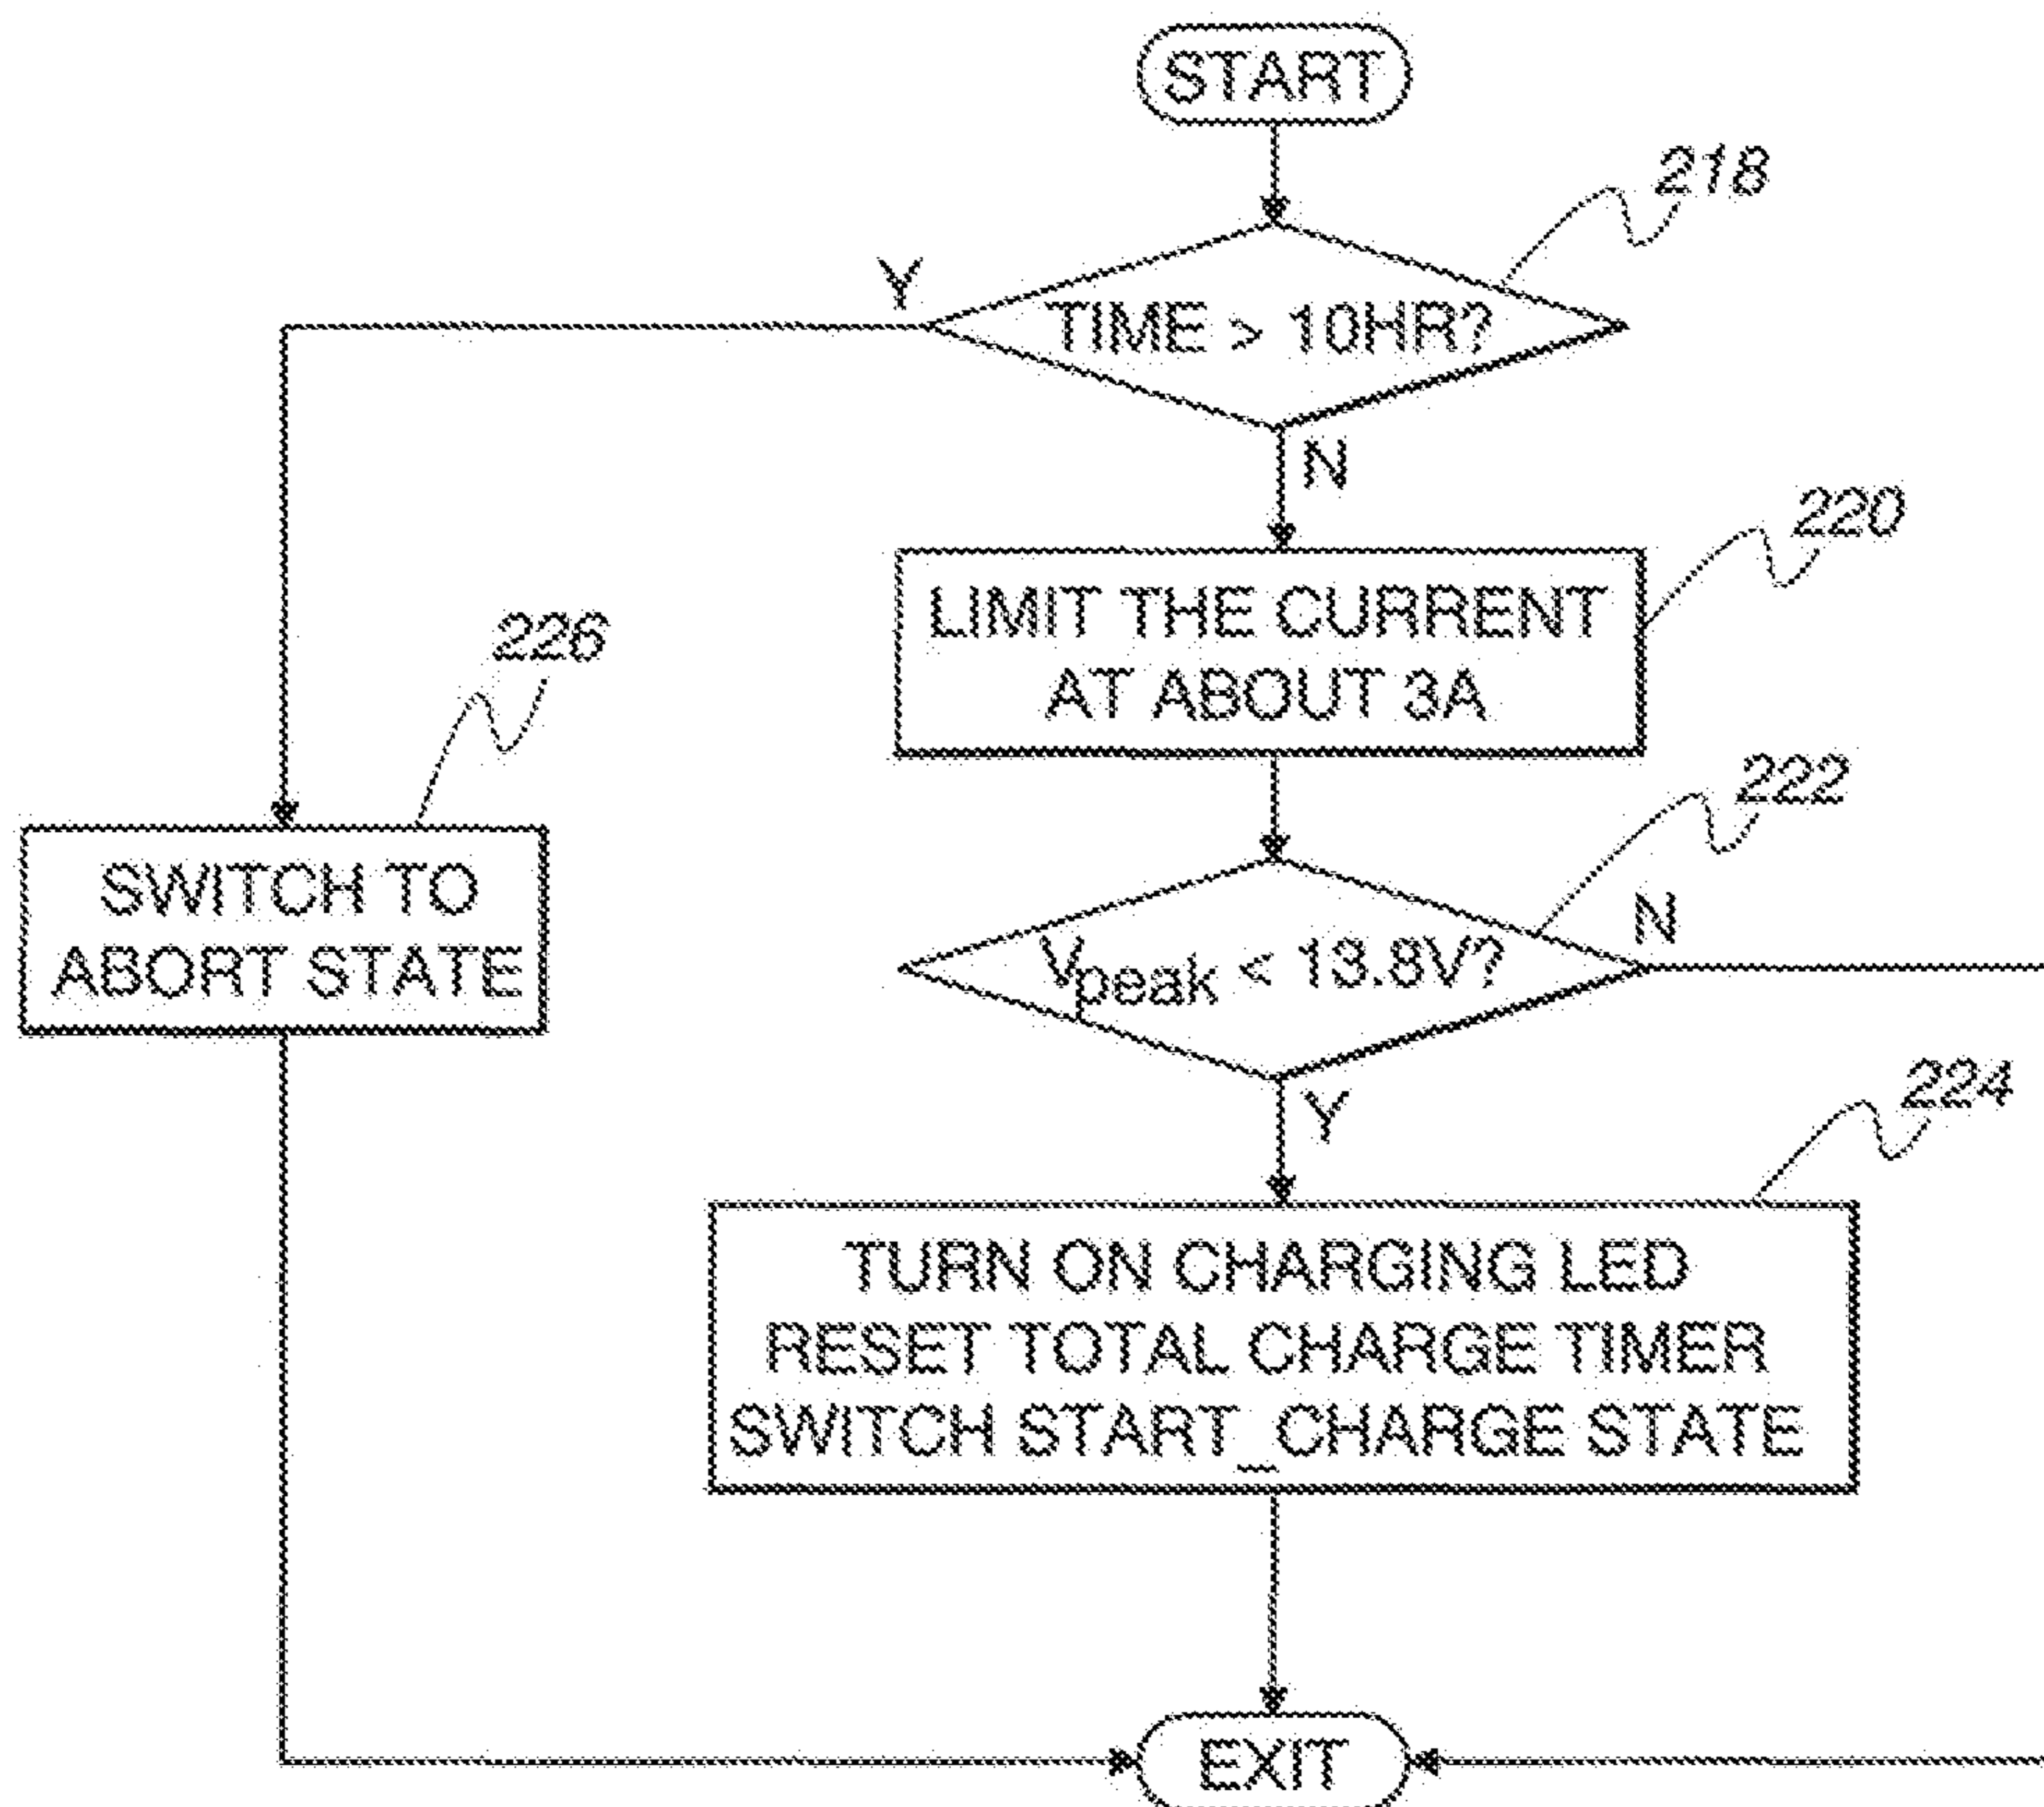 START
218
Y
TIME > 10HR?
N
220
LIMIT THE CURRENT
AT ABOUT 3A
226
222
SWITCH TO
ABORT STATE
N
Vpeak < 13.8V?
Y
224
TURN ON CHARGING LED
RESET TOTAL CHARGE TIMER
SWITCH START_CHARGE STATE
EXIT